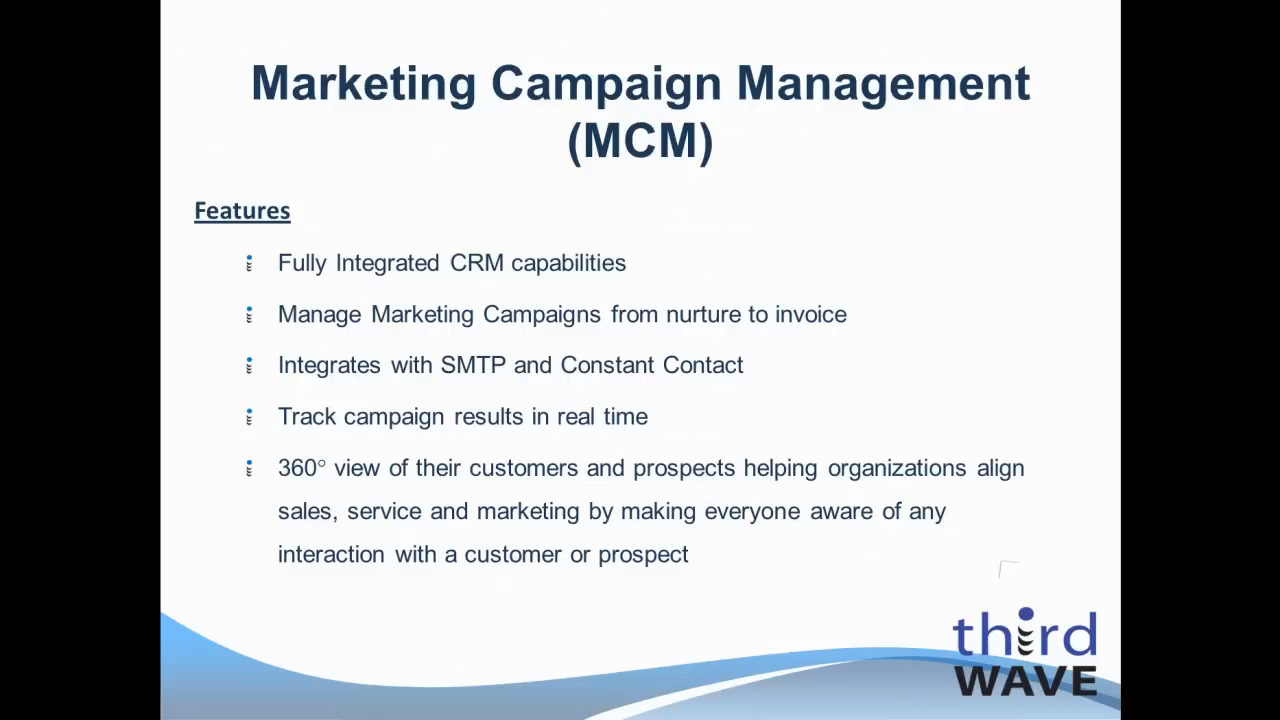 Marketing Campaign Management
(MCM)
Features
Fully Integrated CRM capabilities
Manage Marketing Campaigns from nurture to invoice
Integrates with SMTP and Constant Contact
Track campaign results in real time
360° view of their customers and prospects helping organizations align
sales, service and marketing by making everyone aware of any
interaction with a customer or prospect
third
WAVE